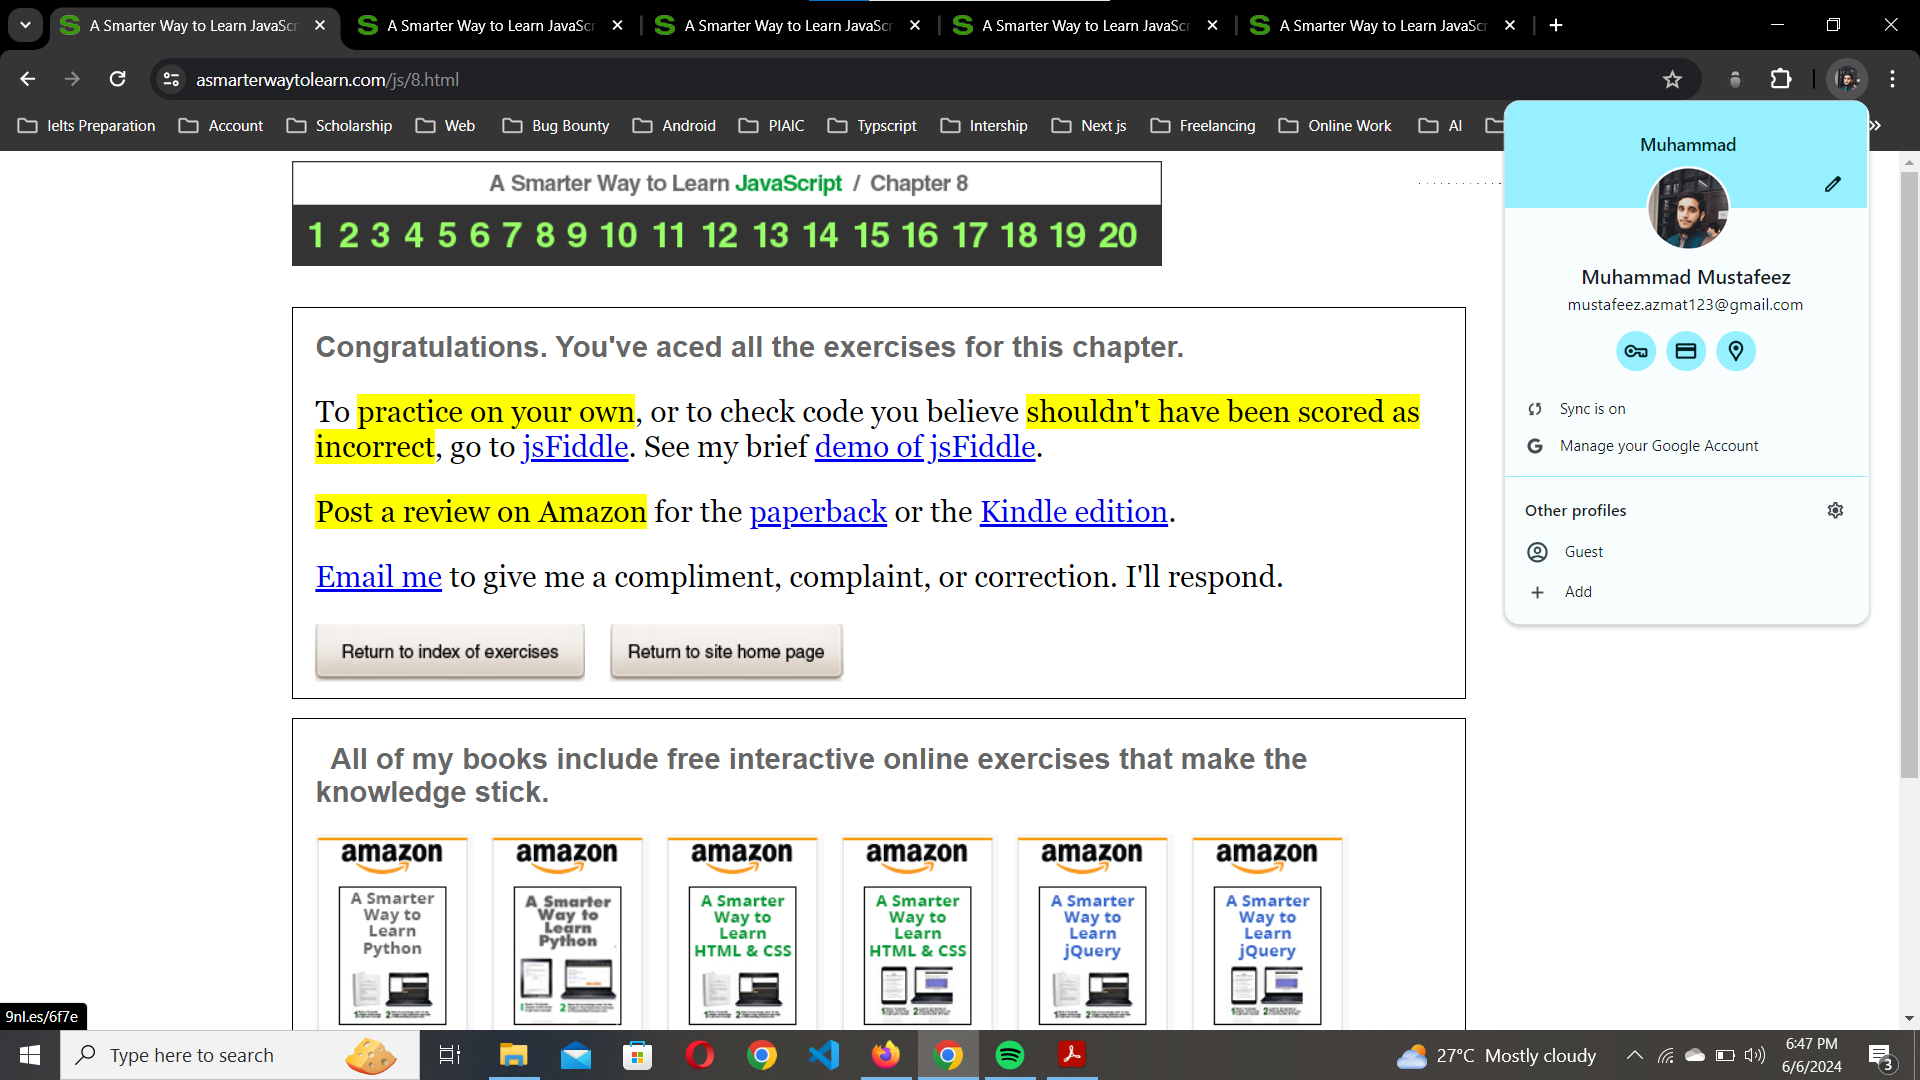 A Smarter Way to Learn JavaScr
A Smarter Way to Learn JavaScr
A Smarter Way to Learn JavaScr
A Smarter Way to Learn JavaScr
A Smarter Way to Learn JavaScr
asmarterwaytolearn.com/js/8.html
Ielts Preparation Account Scholarship Web Bug Bounty Android PIAIC Typscript Intership Next js Freelancing Online Work AI
A Smarter Way to Learn JavaScript / Chapter 8
1 2 3 4 5 6 7 8 9 10 11 12 13 14 15 16 17 18 19 20
Congratulations. You've aced all the exercises for this chapter.
To practice on your own, or to check code you believe shouldn't have been scored as
incorrect, go to jsFiddle. See my brief demo of jsFiddle.
Post a review on Amazon for the paperback or the Kindle edition.
Email me to give me a compliment, complaint, or correction. I'll respond.
Return to index of exercises
Return to site home page
All of my books include free interactive online exercises that make the
knowledge stick.
amazon
A Smarter
Way to
Learn
Python
amazon
A Smarter
Way to
Learn
Python
amazon
A Smarter
Way to
Learn
HTML & CSS
amazon
A Smarter
Way to
Learn
HTML & CSS
amazon
A Smarter
Way to
Learn
jQuery
amazon
A Smarter
Way to
Learn
jQuery
Muhammad
Muhammad Mustafeez
mustafeez.azmat123@gmail.com
Sync is on
Manage your Google Account
Other profiles
Guest
Add
9nl.es/6f7e
Type here to search
27°C Mostly cloudy
6:47 PM
6/6/2024
3